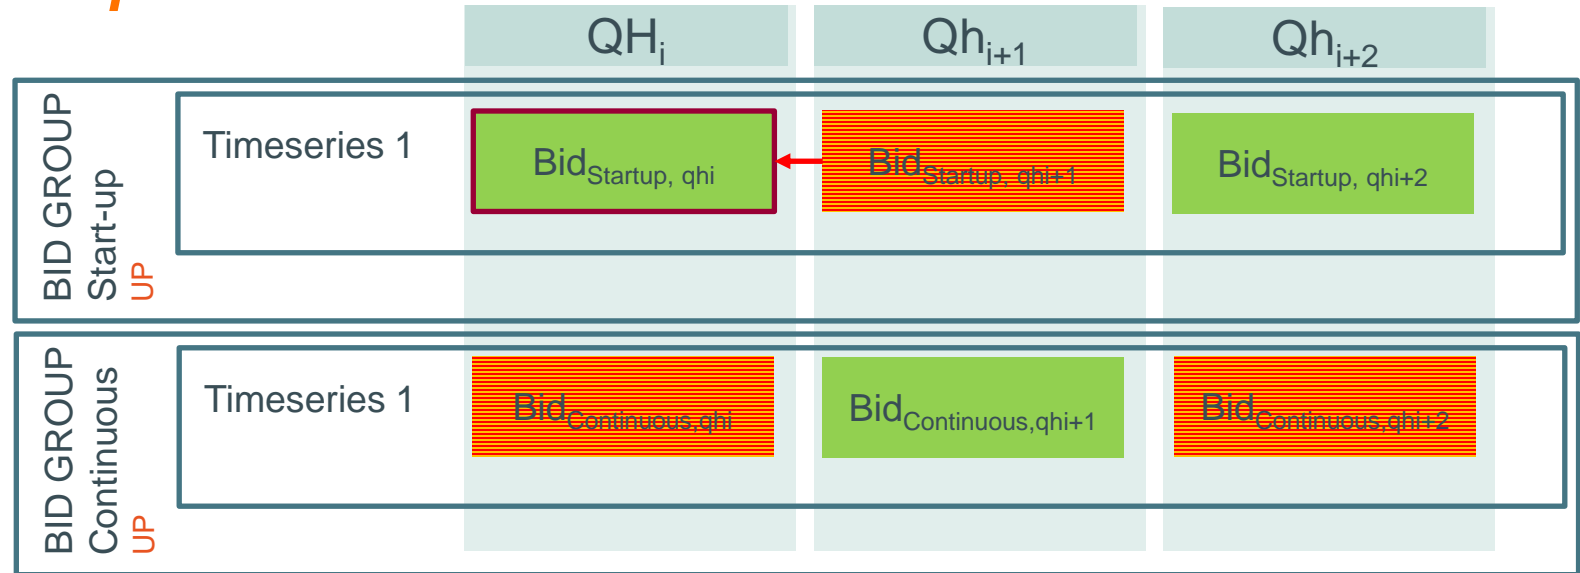 QHi
Qhi+1
Qhi+2
BID GROUP
Start-up
UP
Timeseries 1
BidStartup, qhi
BidStartup, qhi+1
BidStartup, qhi+2
BID GROUP
Continuous
UP
Timeseries 1
BidContinuous,qhi
BidContinuous,qhi+1
BidContinuous,qhi+2